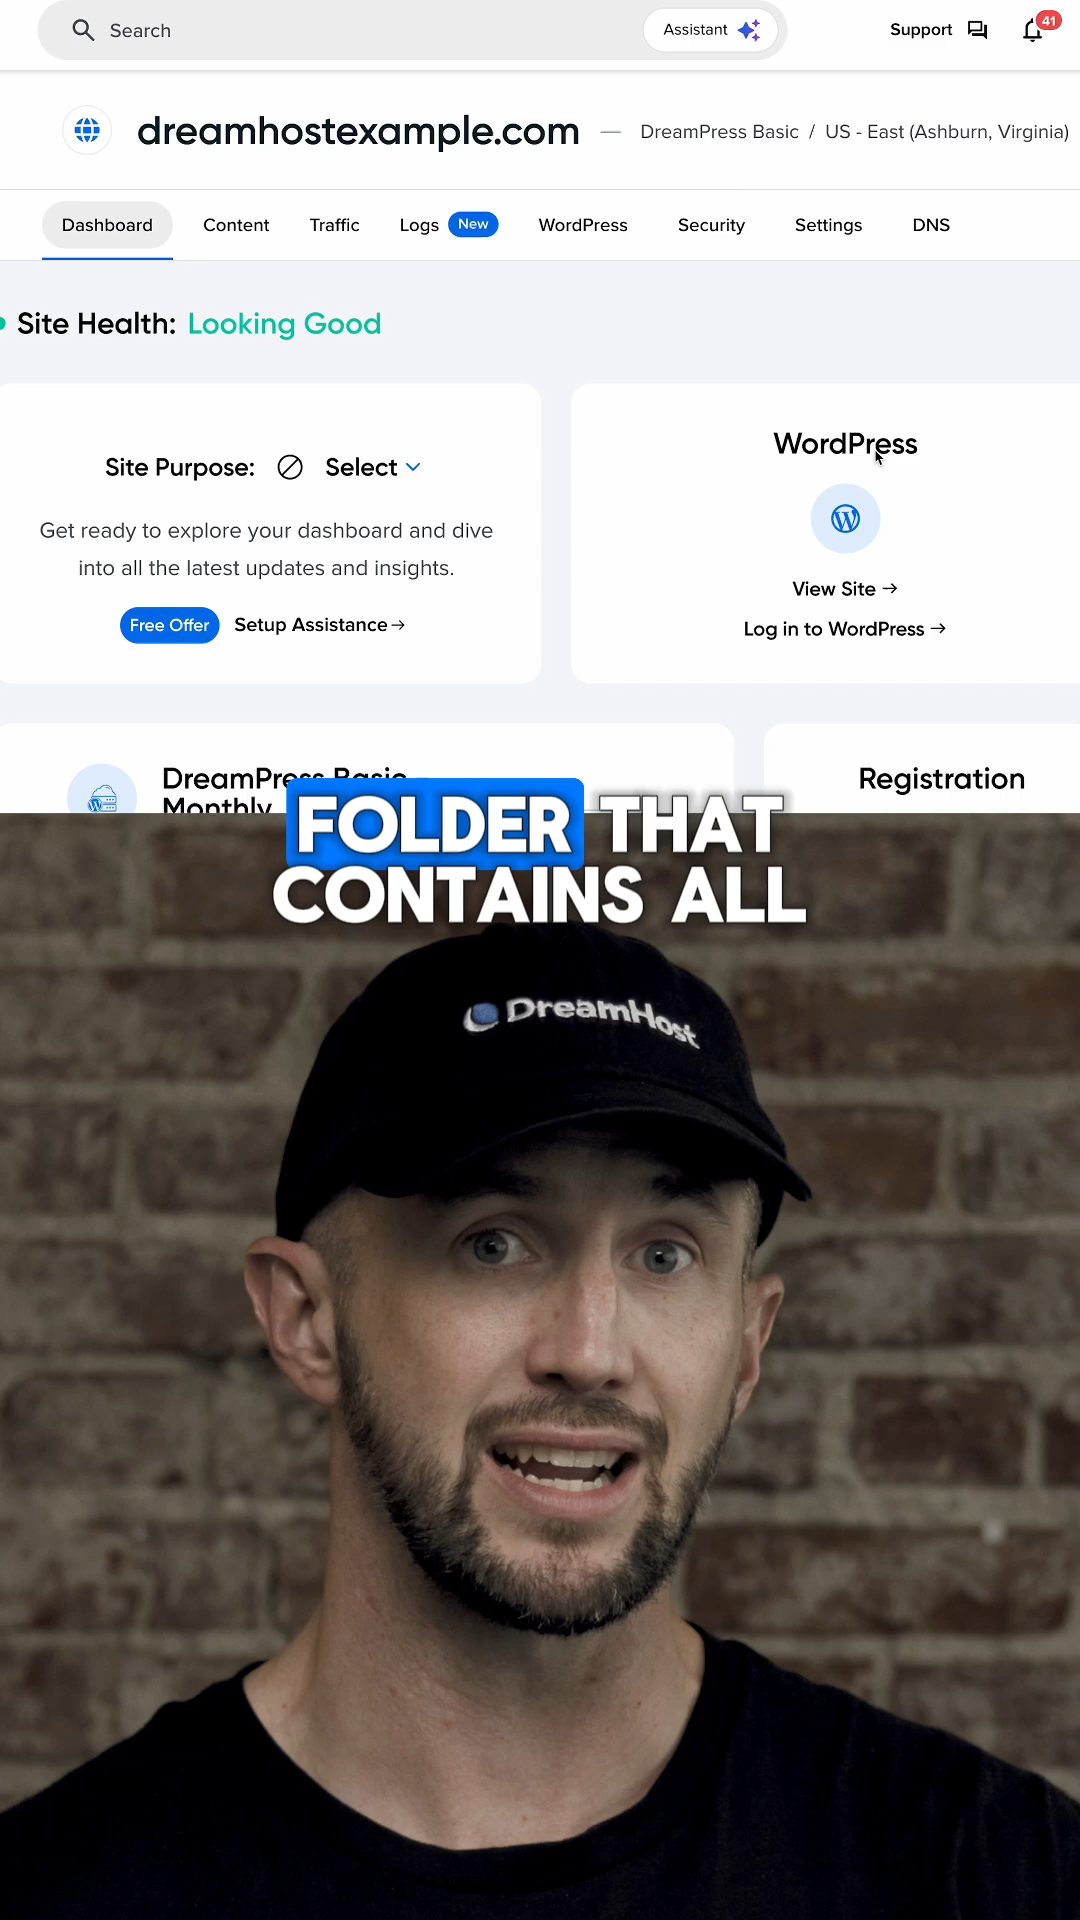 Search
Assistant
Support
41
dreamhostexample.com — DreamPress Basic / US - East (Ashburn, Virginia)
Dashboard Content Traffic Logs New WordPress Security Settings DNS
Site Health: Looking Good
Site Purpose: Select
Get ready to explore your dashboard and dive
into all the latest updates and insights.
Free Offer Setup Assistance →
WordPress
View Site →
Log in to WordPress →
DreamPress Basic
Monthly
Registration
FOLDER THAT
CONTAINS ALL
DreamHost